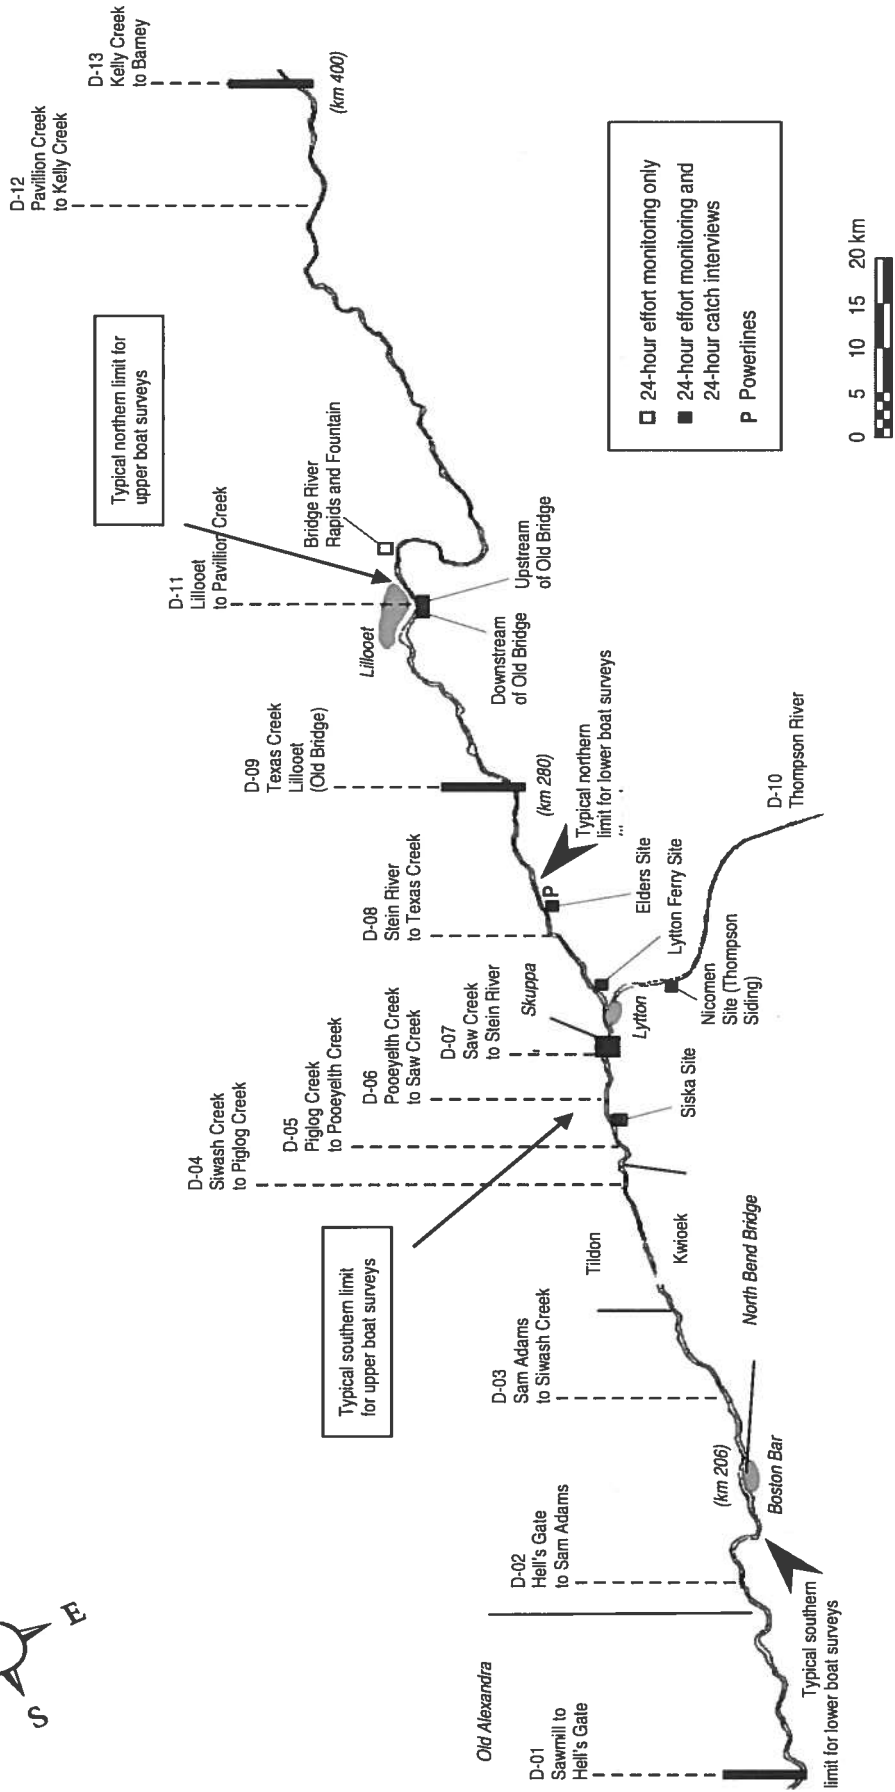 D-13
Kelly Creek
to Barney
(km 400)
D-12
Pavillion Creek
to Kelly Creek
Typical northern limit for
upper boat surveys
Bridge River
Rapids and Fountain
D-11
Lillooet
to Pavillion Creek
Lillooet
Upstream
of Old Bridge
Downstream
of Old Bridge
D-09
Texas Creek
Lillooet
(Old Bridge)
(km 280)
Typical northern
limit for lower boat surveys
D-10
Thompson River
D-08
Stein River
to Texas Creek
P
Elders Site
Lytton Ferry Site
Nicomen
Site (Thompson
Siding)
Lytton
Skuppa
D-07
Saw Creek
to Stein River
D-06
Pooeyelth Creek
to Saw Creek
D-05
Piglog Creek
to Pooeyelth Creek
D-04
Siwash Creek
to Piglog Creek
Siska Site
Typical southern limit
for upper boat surveys
Tildon
Kwioek
D-03
Sam Adams
to Siwash Creek
North Bend Bridge
(km 206)
Boston Bar
D-02
Hell's Gate
to Sam Adams
Old Alexandra
D-01
Sawmill to
Hell's Gate
Typical southern
limit for lower boat surveys
24-hour effort monitoring only
24-hour effort monitoring and
24-hour catch interviews
P Powerlines
0 5 10 15 20 km
E
S